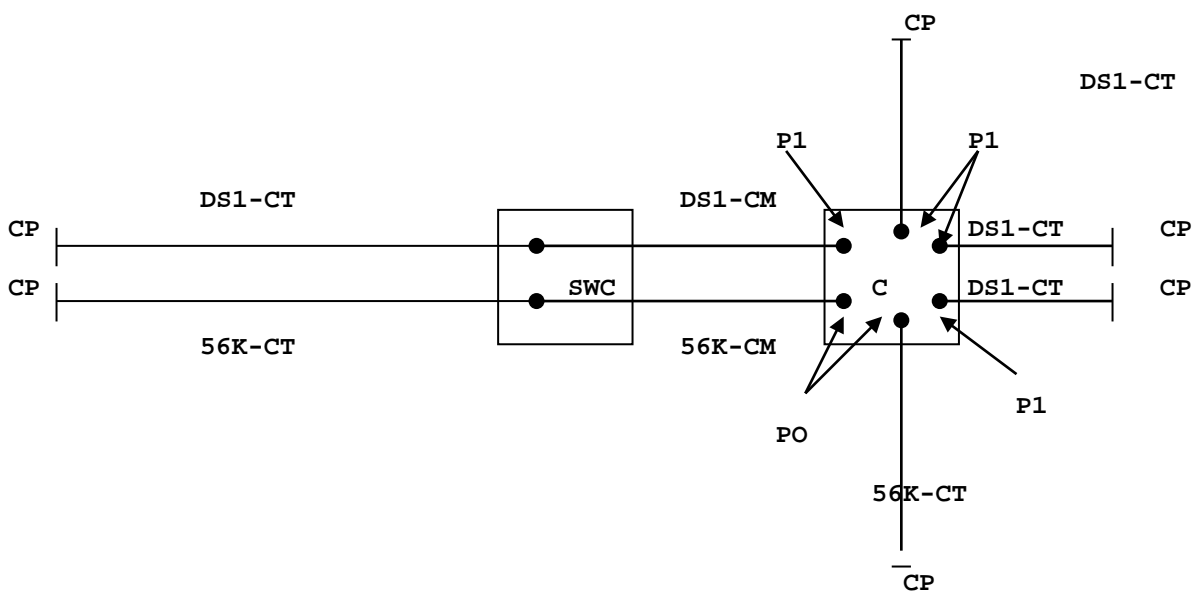 CP
DS1-CT
P1 P1
DS1-CT DS1-CM
CP DS1-CT CP
CP SWC C DS1-CT CP
56K-CT 56K-CM
P1
PO
56K-CT
CP